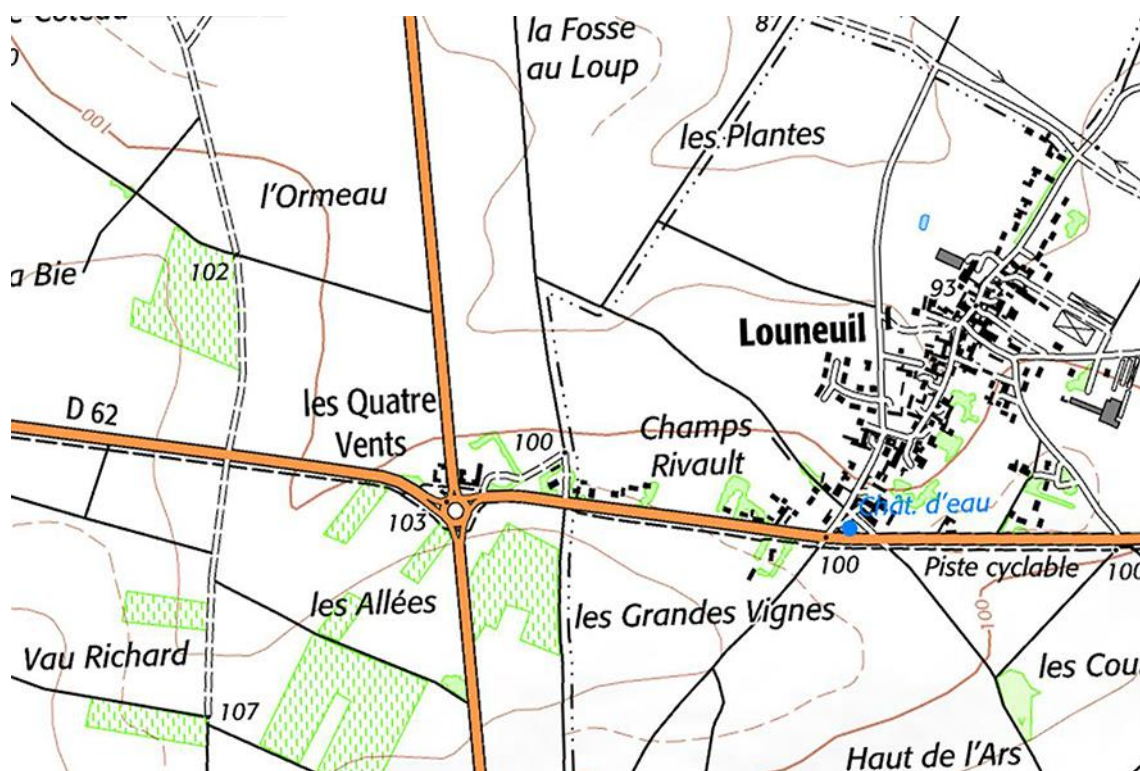 la Fosse
au Loup
87
100
les Plantes
l'Ormeau
102
Bie
93
Louneuil
D 62
les Quatre
Vents
100
Champs
Rivault
103
Chât. d'eau
100
Piste cyclable
100
les Allées
les Grandes Vignes
100
Vau Richard
les Cou
107
Haut de l'Ars